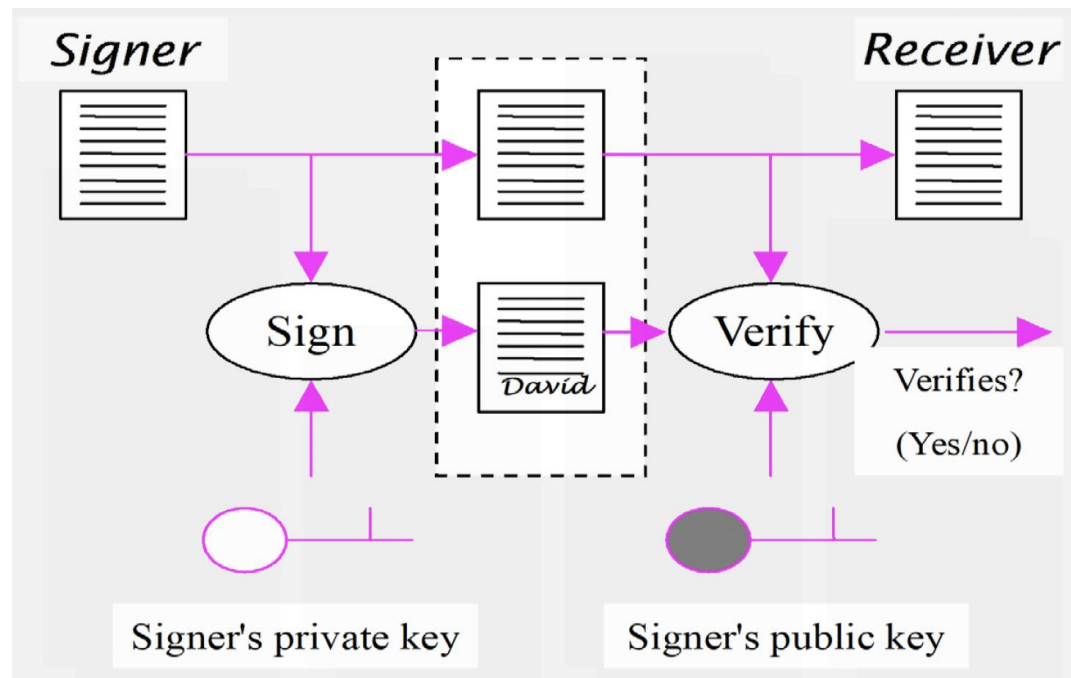 Signer
Receiver
Sign
David
Verify
Verifies?
(Yes/no)
Signer's private key
Signer's public key